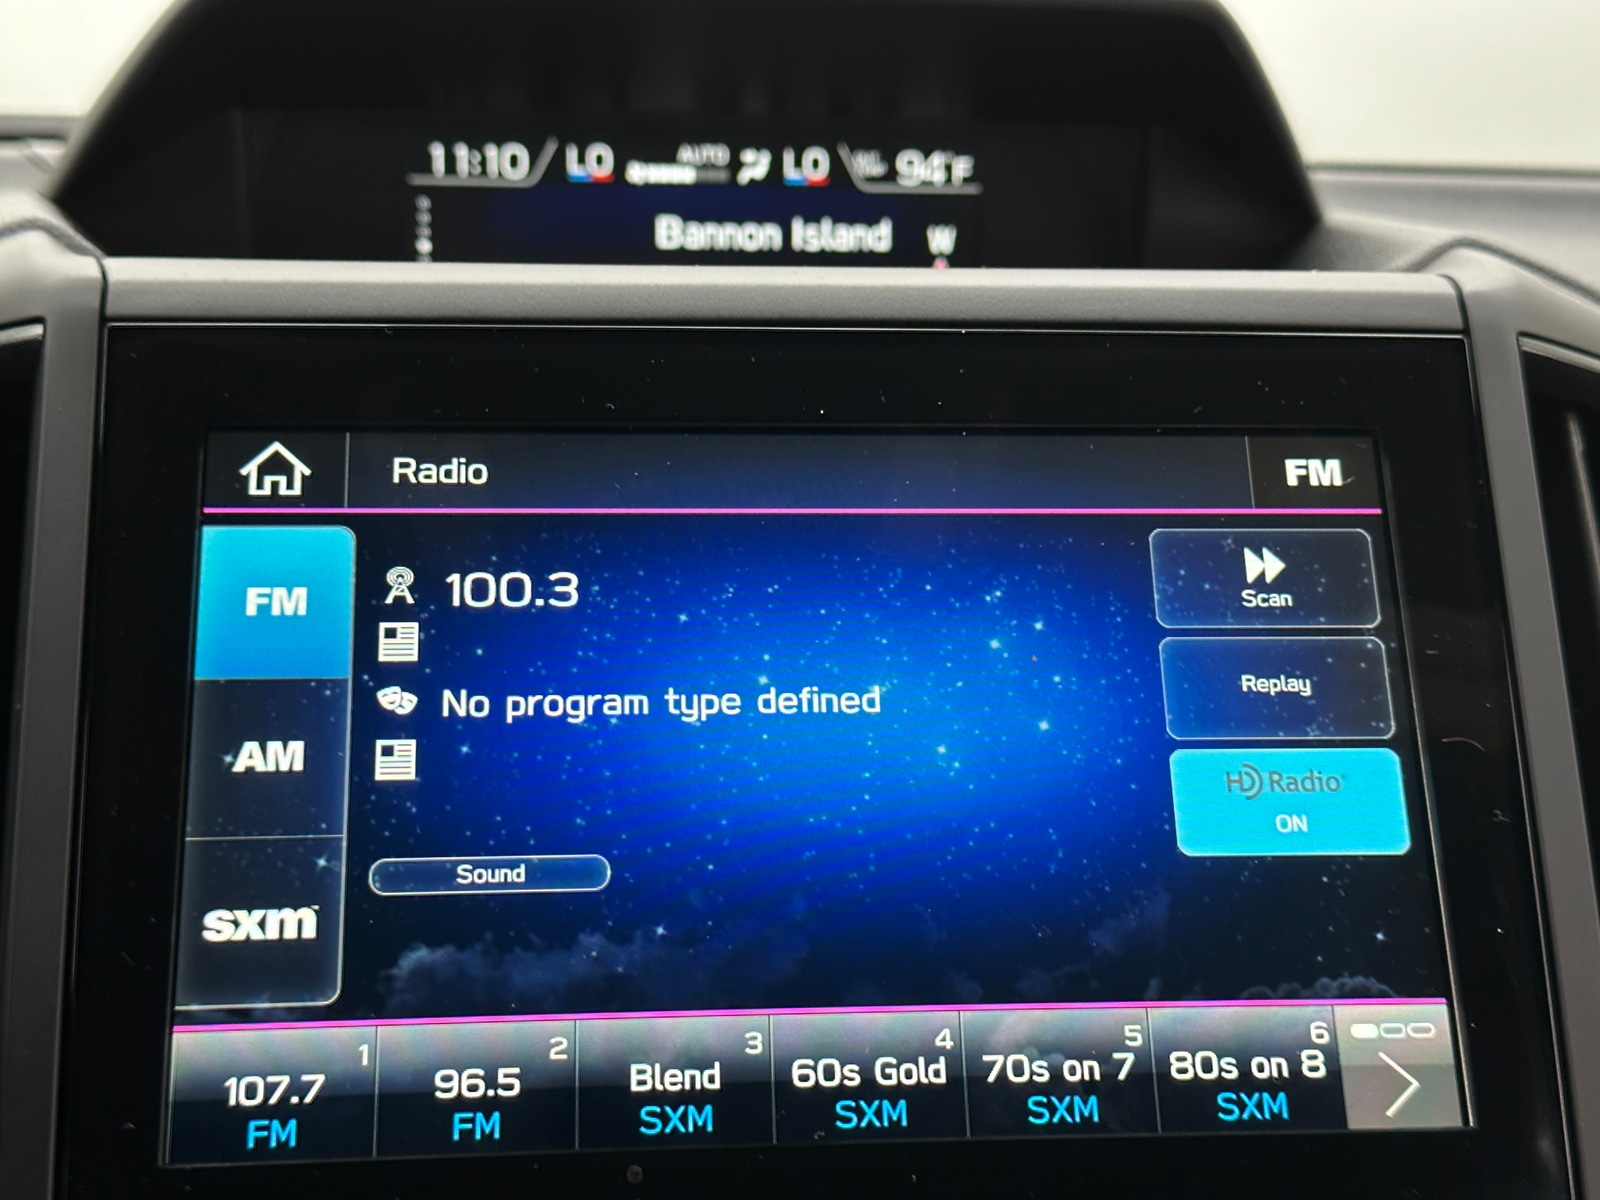 11:10 LO AUTO LO 94°F
Bannon Island W
Radio FM
FM
100.3
Scan
No program type defined
Replay
AM
HD Radio
ON
Sound
sxm
1 2 3 4 5 6
107.7 96.5 Blend 60s Gold 70s on 7 80s on 8
FM FM SXM SXM SXM SXM